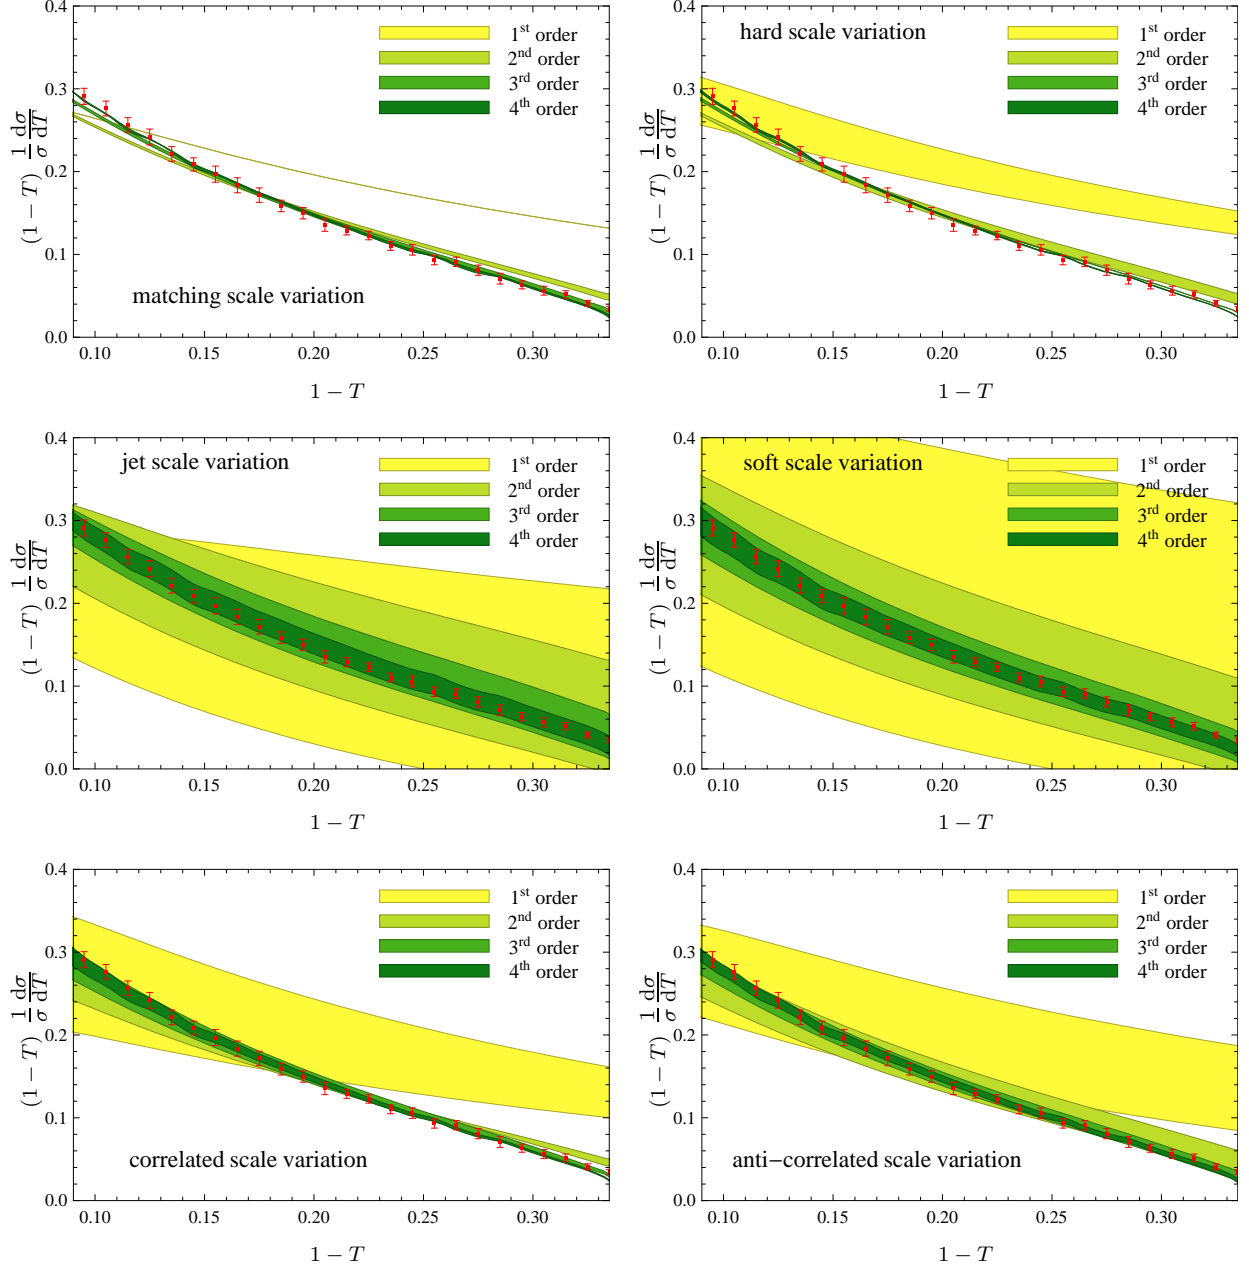 0.4
0.3
0.2
0.1
0.0
(1 − T) 1/σ dσ/dT
1st order
2nd order
3rd order
4th order
matching scale variation
0.10 0.15 0.20 0.25 0.30
1 − T
0.4
0.3
0.2
0.1
0.0
(1 − T) 1/σ dσ/dT
hard scale variation
1st order
2nd order
3rd order
4th order
0.10 0.15 0.20 0.25 0.30
1 − T
0.4
0.3
0.2
0.1
0.0
(1 − T) 1/σ dσ/dT
jet scale variation
1st order
2nd order
3rd order
4th order
0.10 0.15 0.20 0.25 0.30
1 − T
0.4
0.3
0.2
0.1
0.0
(1 − T) 1/σ dσ/dT
soft scale variation
1st order
2nd order
3rd order
4th order
0.10 0.15 0.20 0.25 0.30
1 − T
0.4
0.3
0.2
0.1
0.0
(1 − T) 1/σ dσ/dT
1st order
2nd order
3rd order
4th order
correlated scale variation
0.10 0.15 0.20 0.25 0.30
1 − T
0.4
0.3
0.2
0.1
0.0
(1 − T) 1/σ dσ/dT
1st order
2nd order
3rd order
4th order
anti−correlated scale variation
0.10 0.15 0.20 0.25 0.30
1 − T